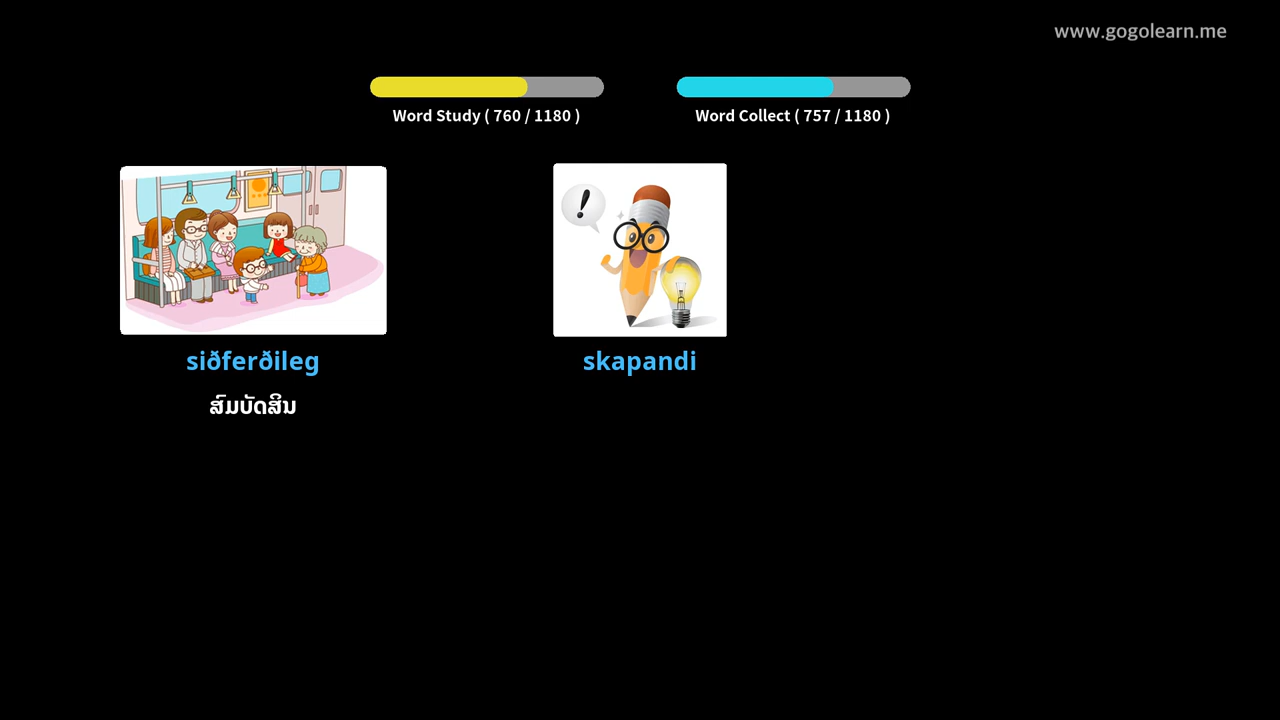 www.gogolearn.me
Word Study ( 760 / 1180 )
Word Collect ( 757 / 1180 )
!
siðferðileg
skapandi
ສົມບັດສິນ